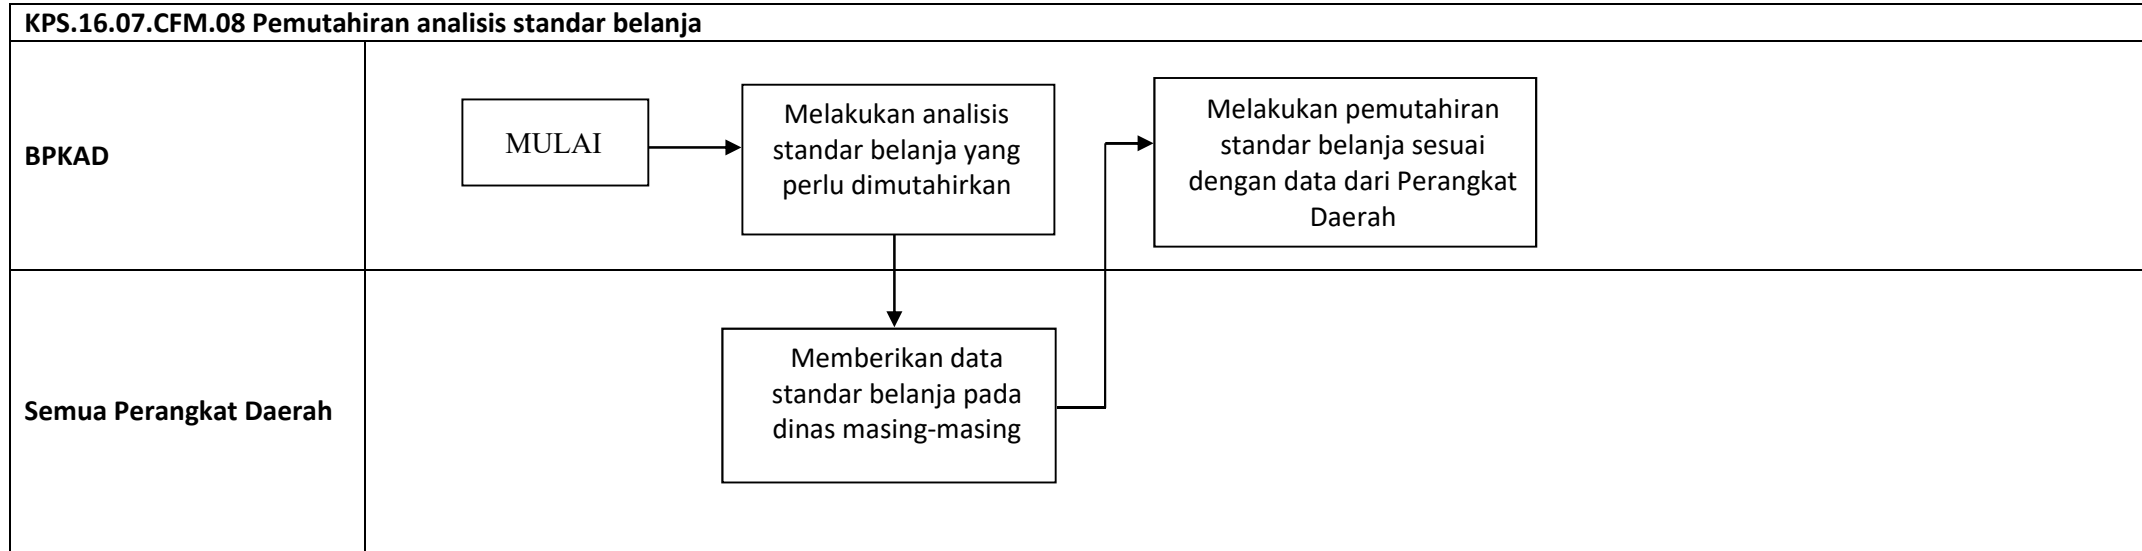 KPS.16.07.CFM.08 Pemutahiran analisis standar belanja
BPKAD
MULAI
Melakukan analisis
standar belanja yang
perlu dimutahirkan
Melakukan pemutahiran
standar belanja sesuai
dengan data dari Perangkat
Daerah
Semua Perangkat Daerah
Memberikan data
standar belanja pada
dinas masing-masing